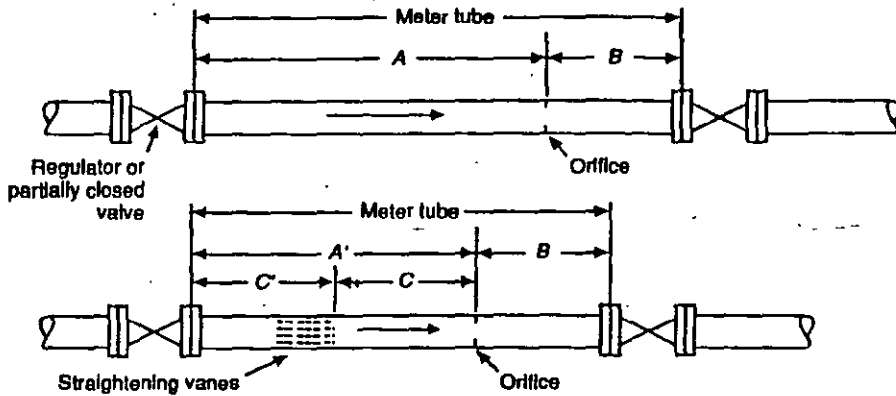 Meter tube
A
B
Regulator or
partially closed
valve
Orifice
Meter tube
A'
B
C'
C
Straightening vanes
Orifice